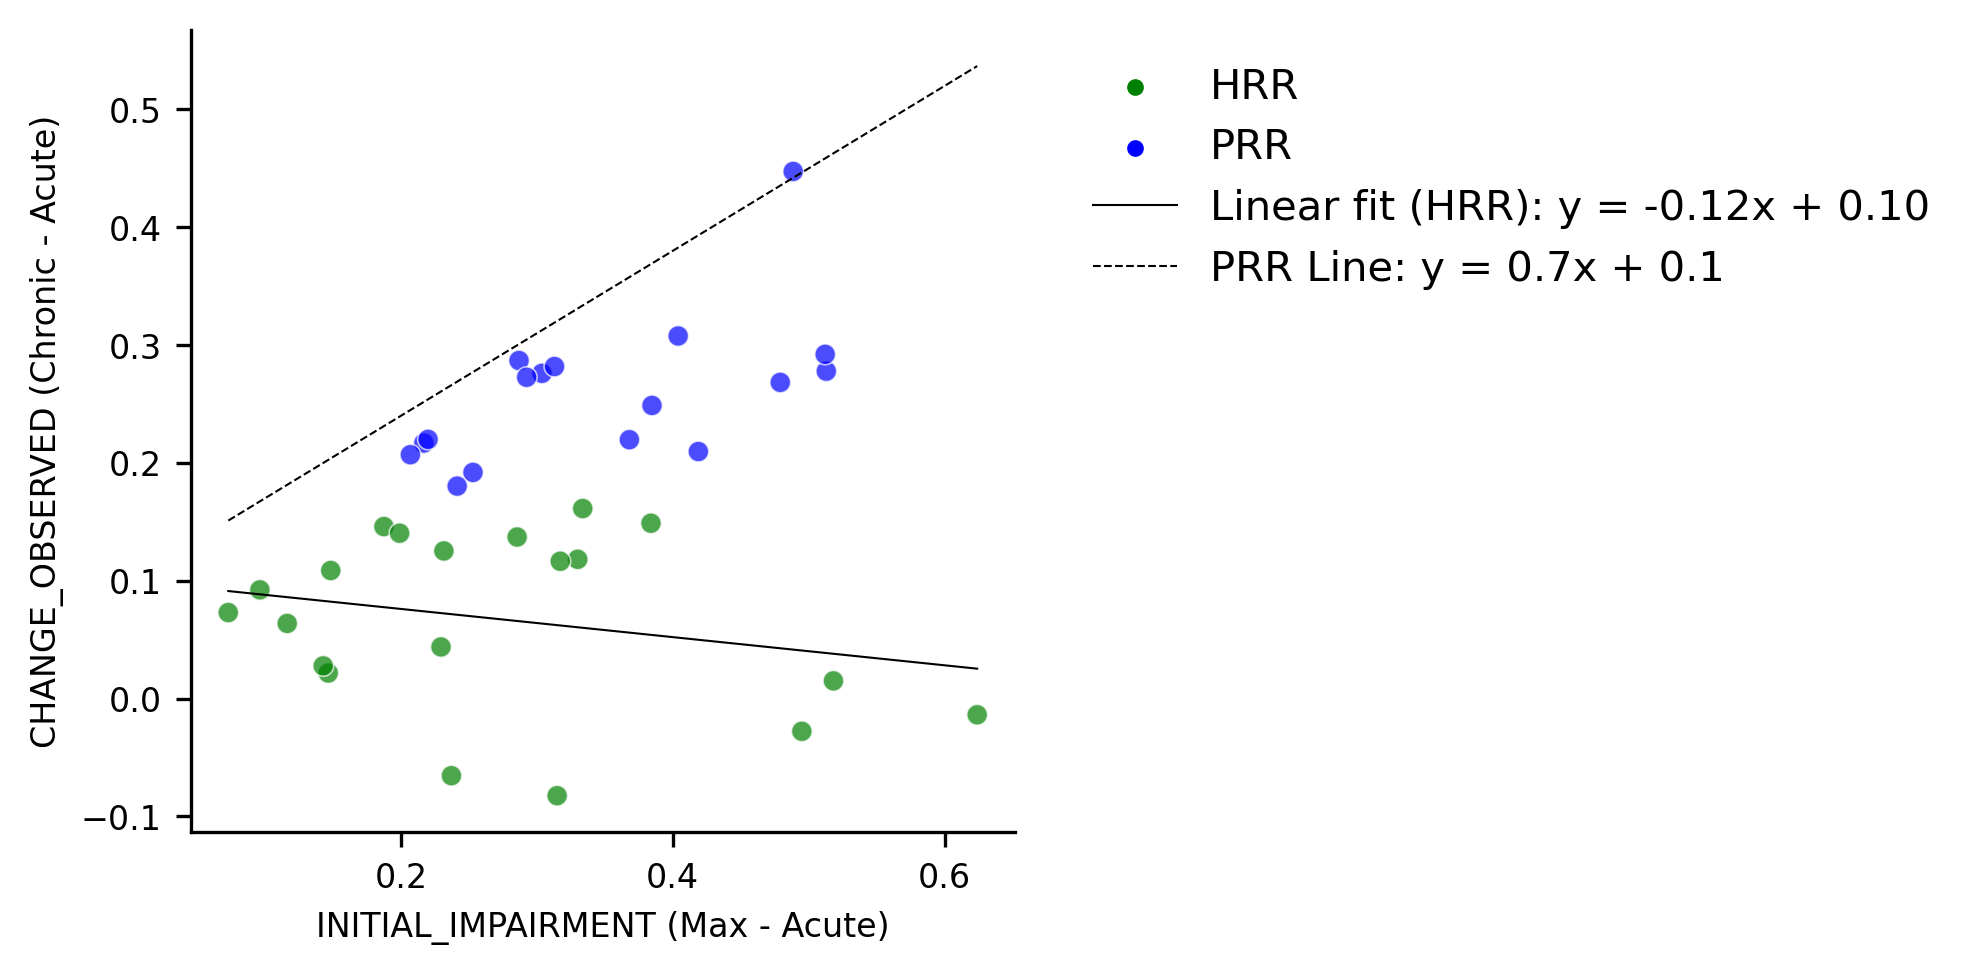 CHANGE_OBSERVED (Chronic - Acute)
0.5
0.4
0.3
0.2
0.1
0.0
−0.1
0.2
0.4
0.6
INITIAL_IMPAIRMENT (Max - Acute)
HRR
PRR
Linear fit (HRR): y = -0.12x + 0.10
PRR Line: y = 0.7x + 0.1